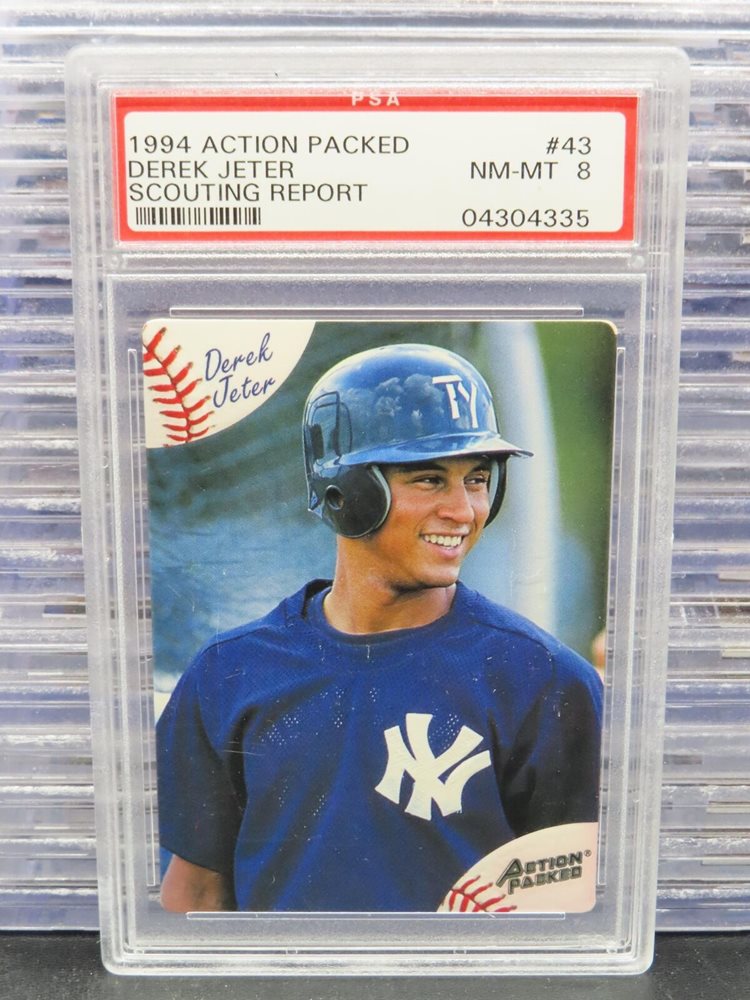 PSA
1994 ACTION PACKED #43
DEREK JETER NM-MT 8
SCOUTING REPORT
04304335
Derek
Jeter
TY
NY
ACTION®
PACKED